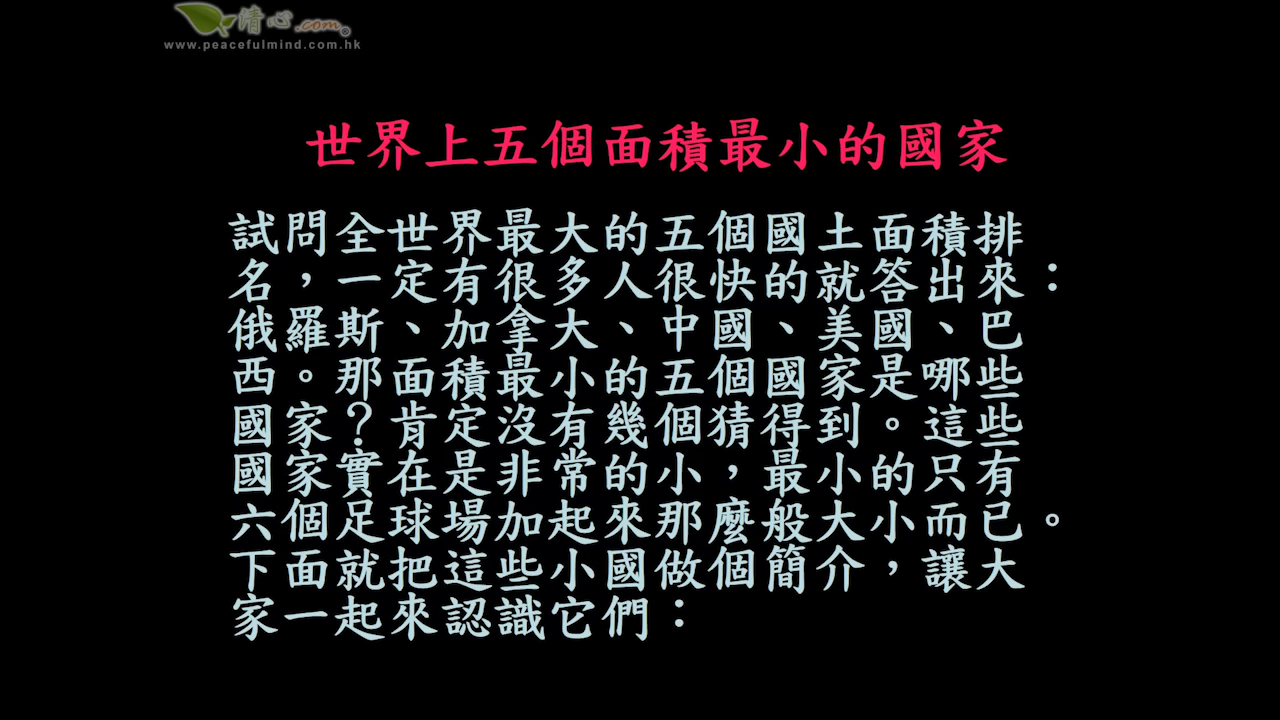 清心.com®
www.peacefulmind.com.hk
世界上五個面積最小的國家
試問全世界最大的五個國土面積排
名，一定有很多人很快的就答出來：
俄羅斯、加拿大、中國、美國、巴
西。那面積最小的五個國家是哪些
國家？肯定沒有幾個猜得到。這些
國家實在是非常的小，最小的只有
六個足球場加起來那麼般大小而已。
下面就把這些小國做個簡介，讓大
家一起來認識它們：